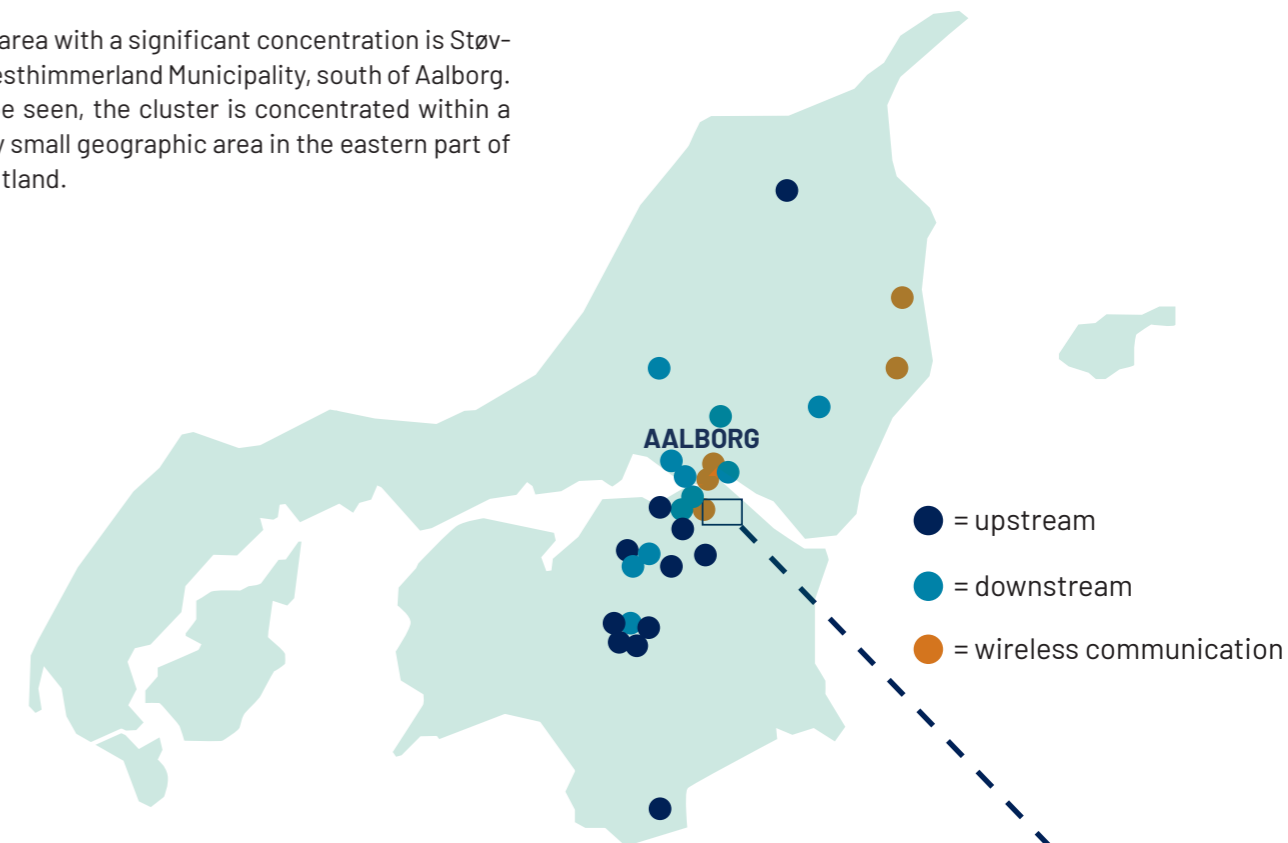 area with a significant concentration is Støv-
esthimmerland Municipality, south of Aalborg.
e seen, the cluster is concentrated within a
y small geographic area in the eastern part of
tland.
AALBORG
= upstream
= downstream
= wireless communication